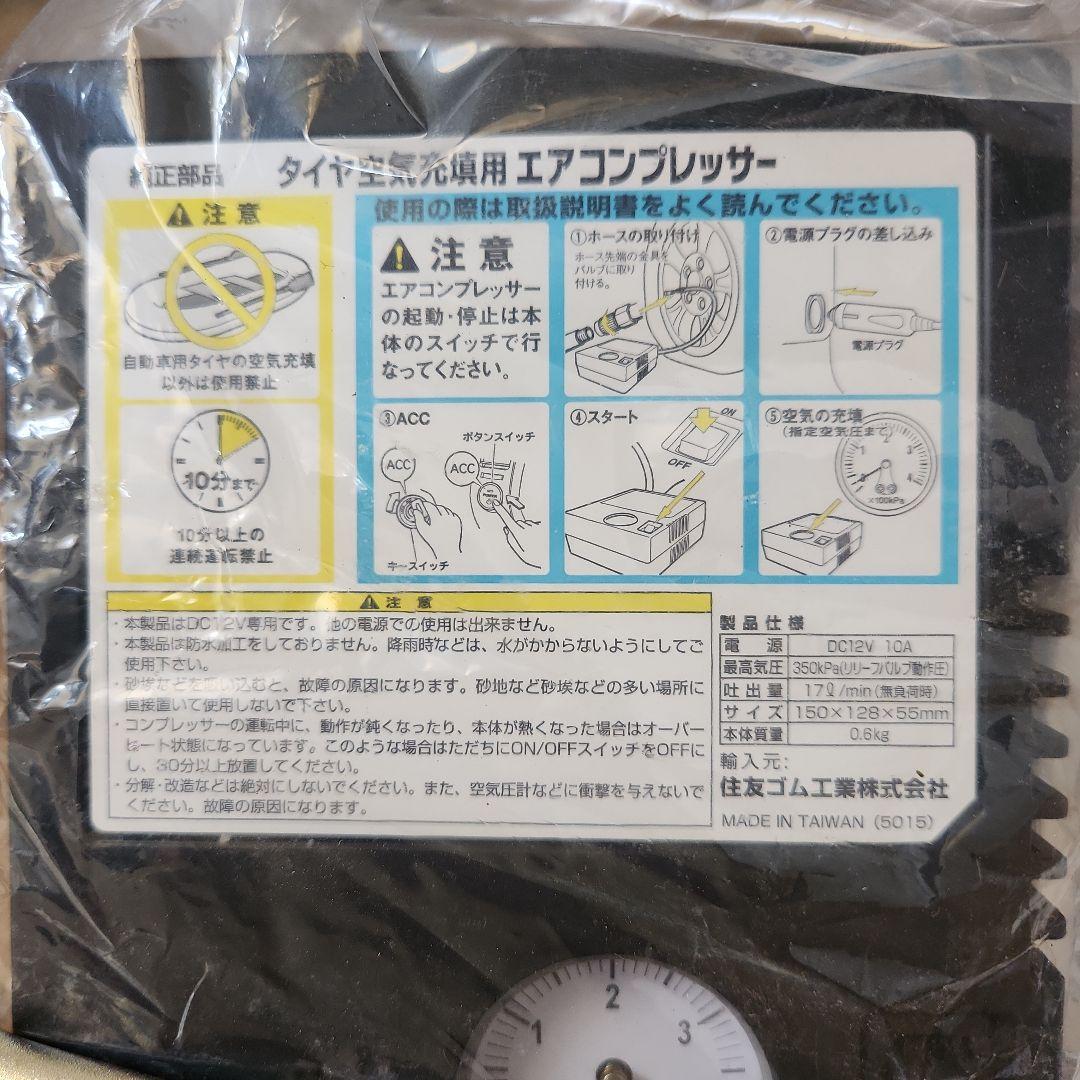 純正部品 タイヤ空気充填用 エアコンプレッサー
注意
自動車用タイヤの空気充填
以外は使用禁止
10分まで
10分以上の
連続運転禁止
使用の際は取扱説明書をよく読んでください。
注意
エアコンプレッサー
の起動・停止は本
体のスイッチで行
なってください。
①ホースの取り付け
ホース先端の金具を
バルブに取り
付ける。
②電源プラグの差し込み
電源プラグ
③ACC
ボタンスイッチ
ACC
ACC
キースイッチ
④スタート
ON
OFF
⑤空気の充填
(指定空気圧まで)
1
2
3
4
×100kPa
注意
・本製品はDC12V専用です。他の電源での使用は出来ません。
・本製品は防水加工をしておりません。降雨時などは、水がかからないようにしてご
使用下さい。
・砂埃などを吸い込むと、故障の原因になります。砂地など砂埃などの多い場所に
直接置いて使用しないで下さい。
・コンプレッサーの運転中に、動作が鈍くなったり、本体が熱くなった場合はオーバー
ヒート状態になっています。このような場合はただちにON/OFFスイッチをOFFに
し、30分以上放置してください。
・分解・改造などは絶対にしないでください。また、空気圧計などに衝撃を与えないで
ください。故障の原因になります。
製品仕様
電源 DC12V 10A
最高気圧 350kPa(リリーフバルブ動作圧)
吐出量 17ℓ/min(無負荷時)
サイズ 150×128×55mm
本体質量 0.6kg
輸入元:
住友ゴム工業株式会社
MADE IN TAIWAN (5015)
1
2
3